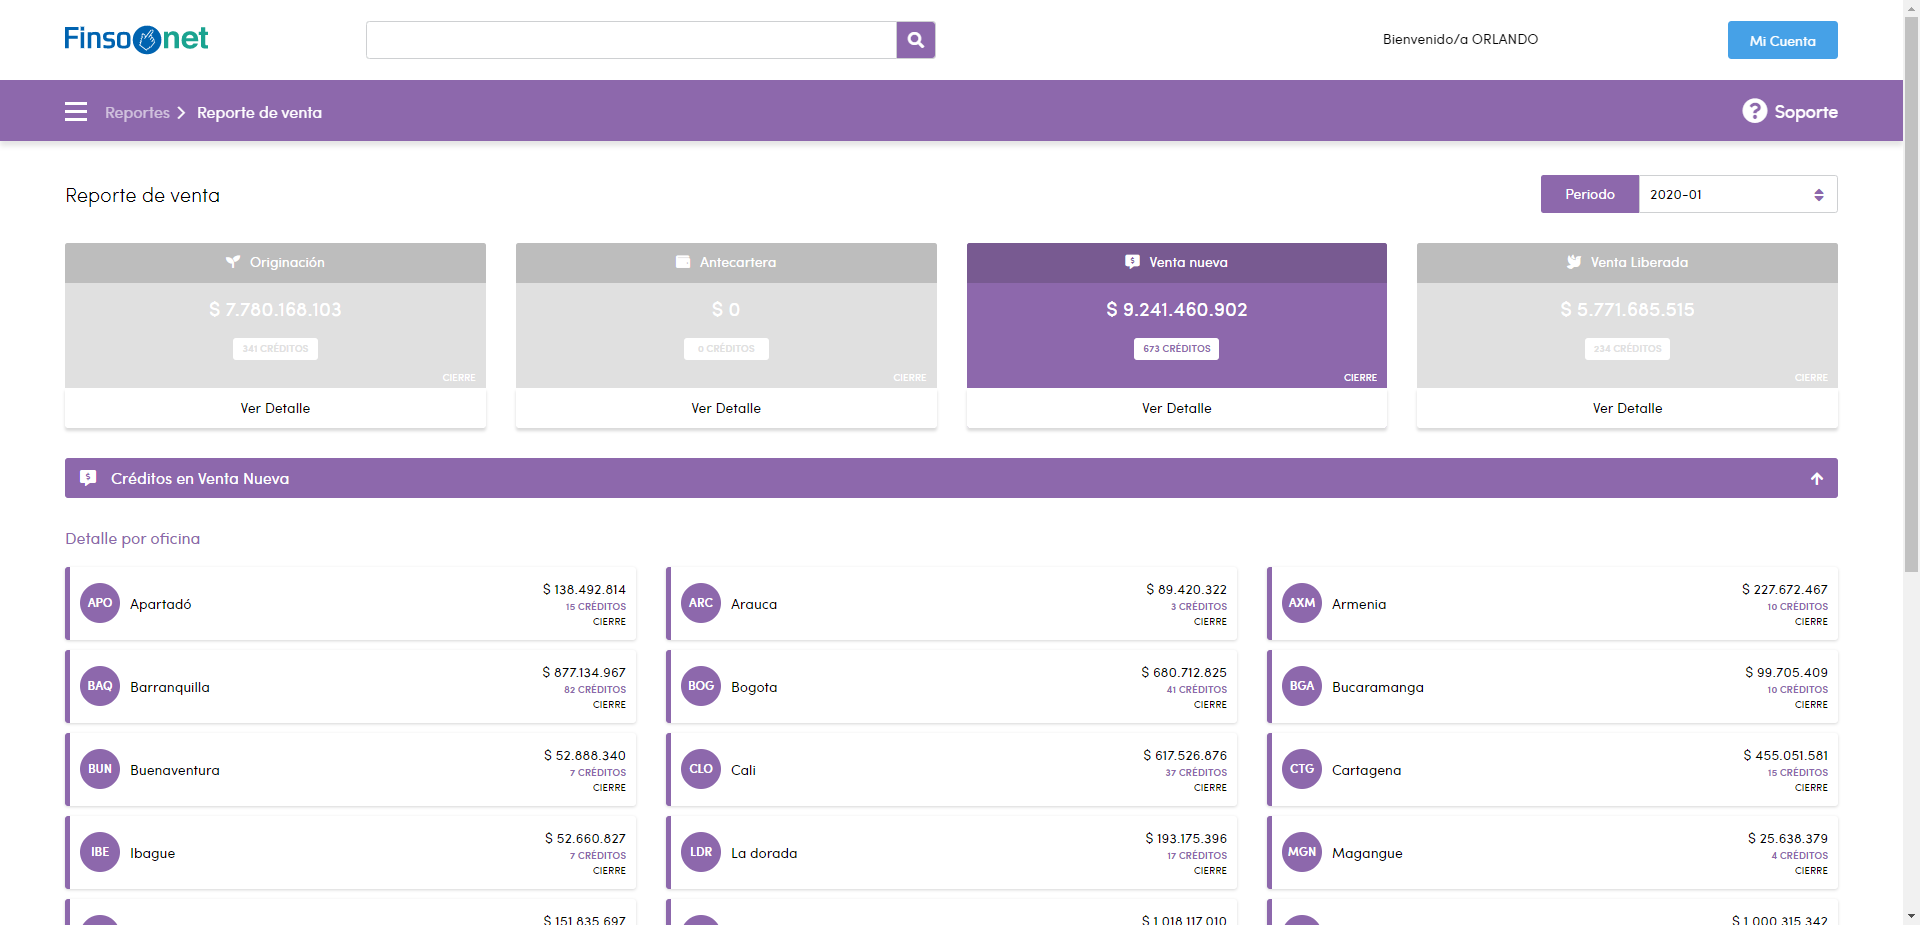 Finsonet
Bienvenido/a ORLANDO
Mi Cuenta
Reportes
Reporte de venta
? Soporte
Reporte de venta
Periodo
2020-01
Originación
$ 7.780.168.103
341 CRÉDITOS
CIERRE
Ver Detalle
Antecartera
$ 0
0 CRÉDITOS
CIERRE
Ver Detalle
$ Venta nueva
$ 9.241.460.902
673 CRÉDITOS
CIERRE
Ver Detalle
Venta Liberada
$ 5.771.685.515
234 CRÉDITOS
CIERRE
Ver Detalle
$ Créditos en Venta Nueva
Detalle por oficina
APO Apartadó
$ 138.492.814
15 CRÉDITOS
CIERRE
ARC Arauca
$ 89.420.322
3 CRÉDITOS
CIERRE
AXM Armenia
$ 227.672.467
10 CRÉDITOS
CIERRE
BAQ Barranquilla
$ 877.134.967
82 CRÉDITOS
CIERRE
BOG Bogota
$ 680.712.825
41 CRÉDITOS
CIERRE
BGA Bucaramanga
$ 99.705.409
10 CRÉDITOS
CIERRE
BUN Buenaventura
$ 52.888.340
7 CRÉDITOS
CIERRE
CLO Cali
$ 617.526.876
37 CRÉDITOS
CIERRE
CTG Cartagena
$ 455.051.581
15 CRÉDITOS
CIERRE
IBE Ibague
$ 52.660.827
7 CRÉDITOS
CIERRE
LDR La dorada
$ 193.175.396
17 CRÉDITOS
CIERRE
MGN Magangue
$ 25.638.379
4 CRÉDITOS
CIERRE
$ 151.835.697
$ 1.018.117.010
$ 1.000.315.342